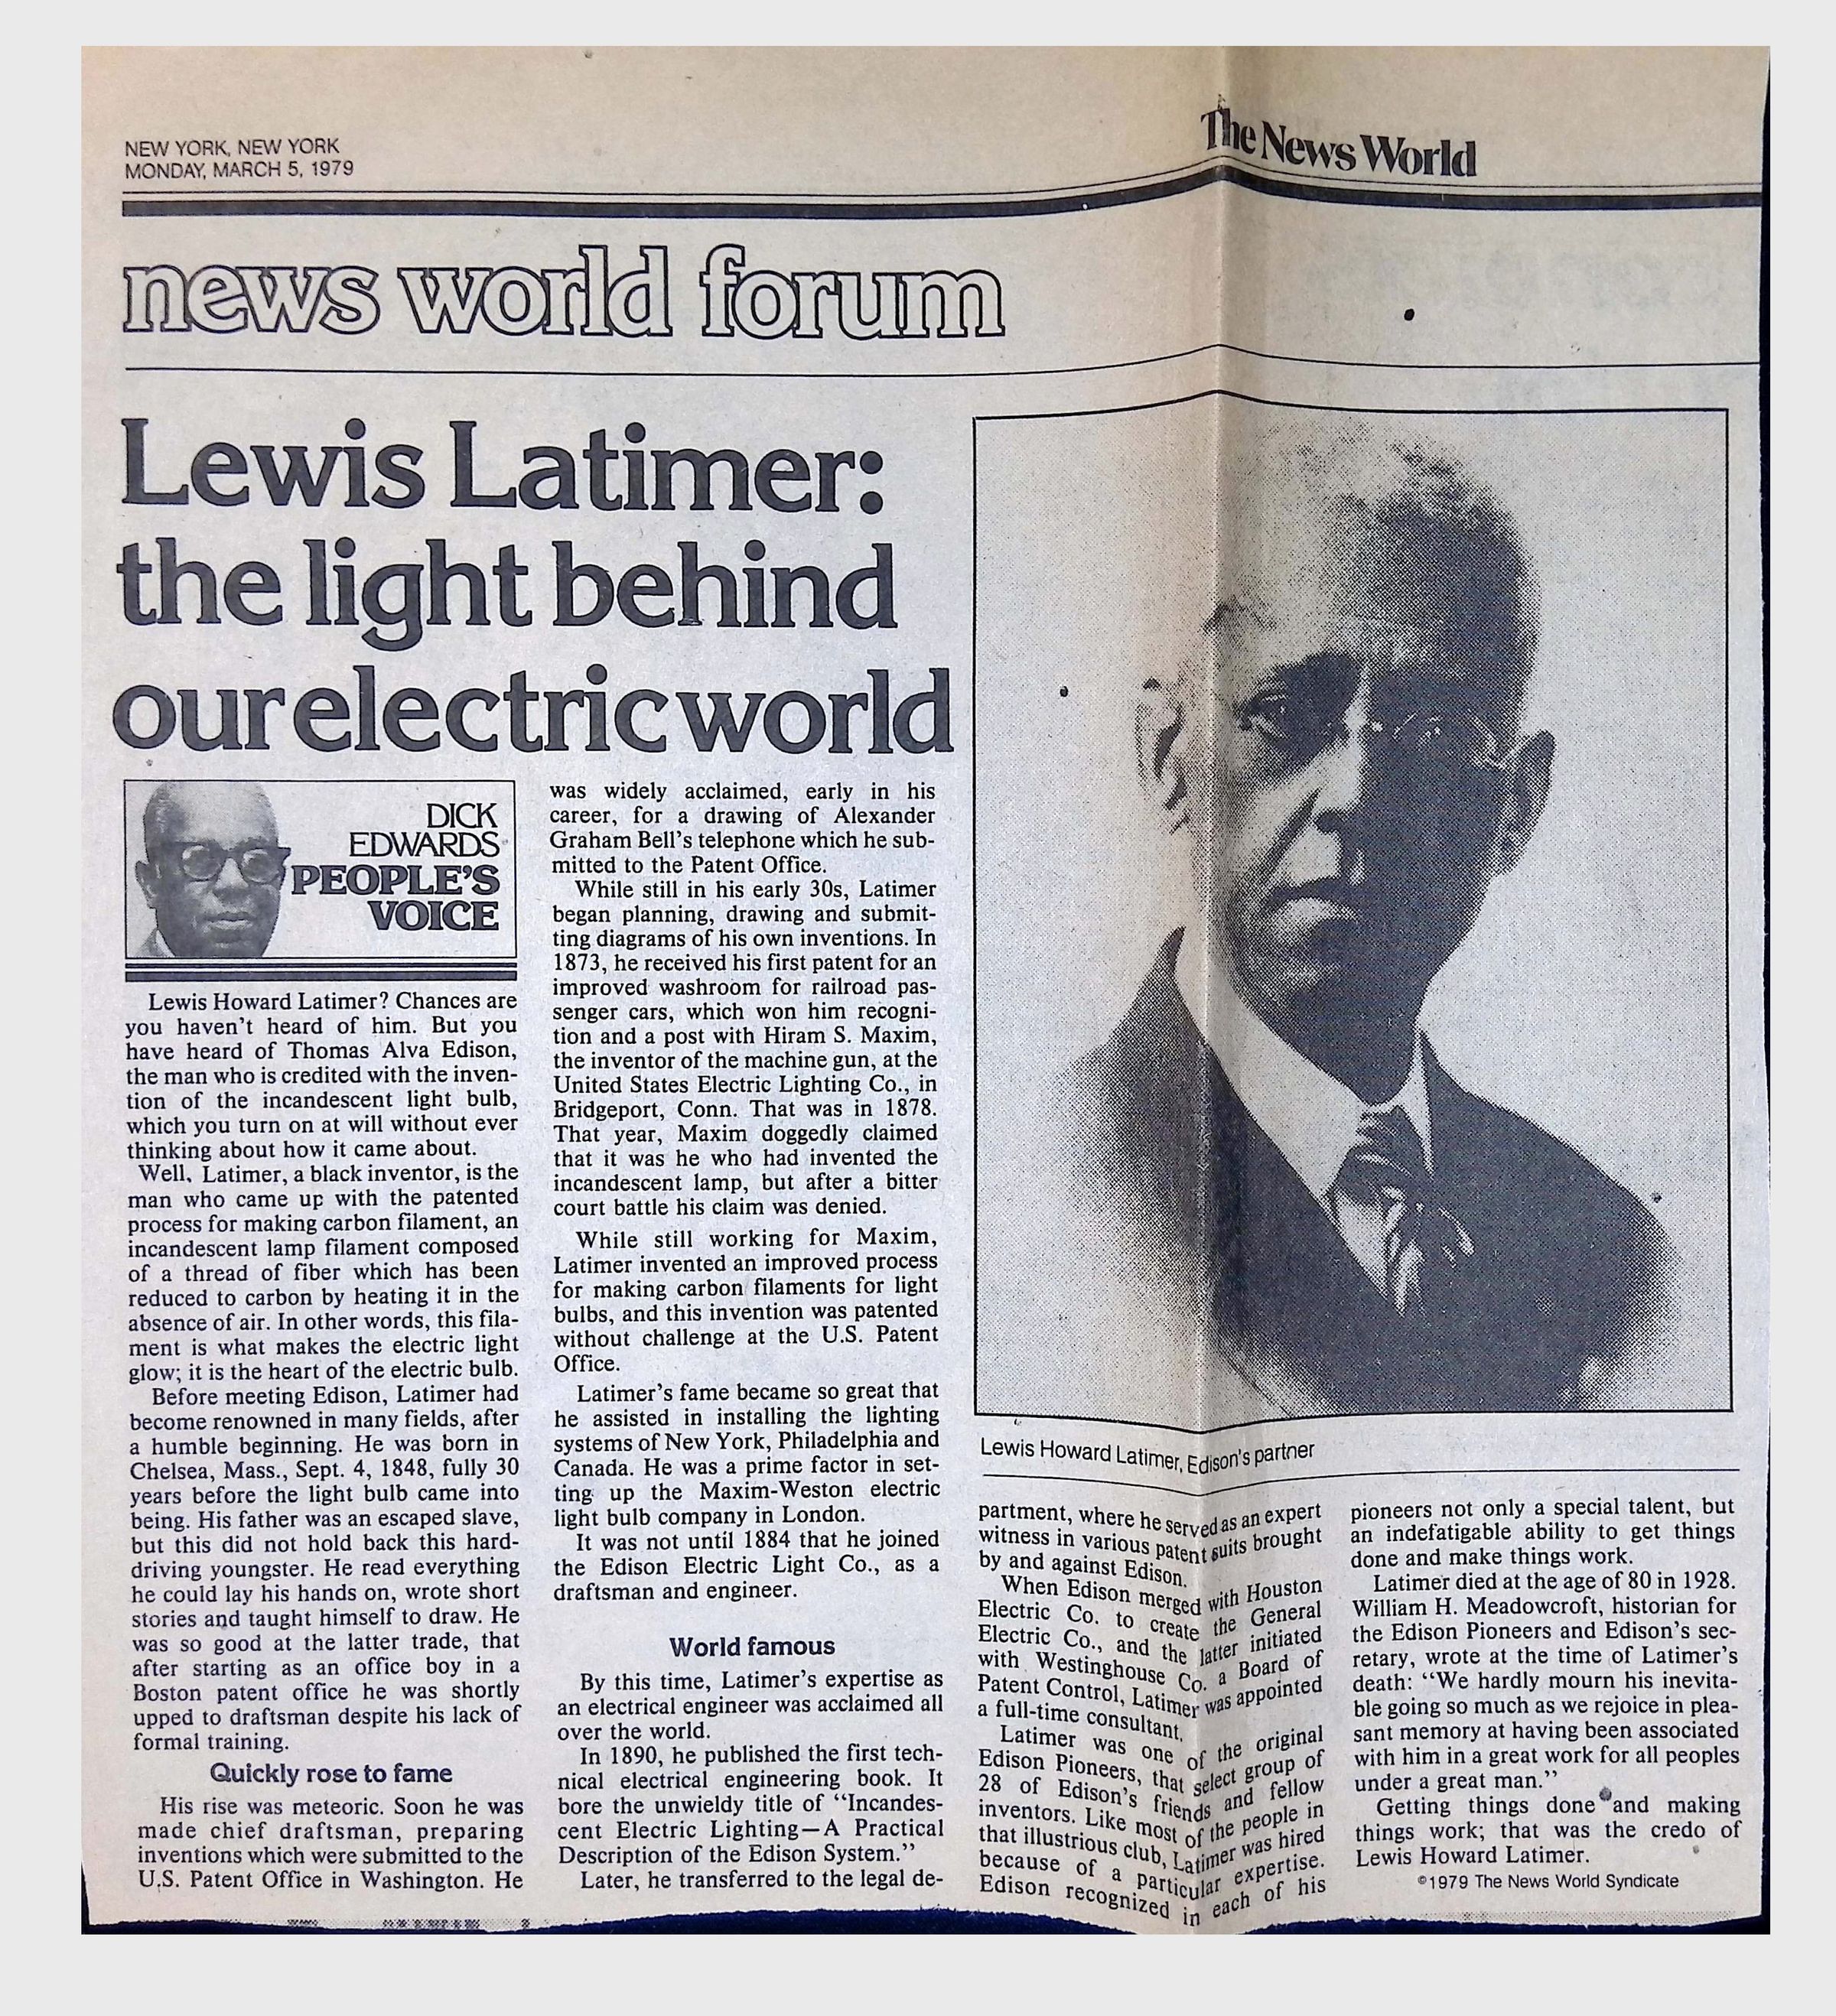 NEW YORK, NEW YORK
MONDAY, MARCH 5, 1979
The News World
news world forum
Lewis Latimer:
the light behind
our electric world
DICK
EDWARDS
PEOPLE'S
VOICE
Lewis Howard Latimer? Chances are
you haven't heard of him. But you
have heard of Thomas Alva Edison,
the man who is credited with the inven-
tion of the incandescent light bulb,
which you turn on at will without ever
thinking about how it came about.
Well, Latimer, a black inventor, is the
man who came up with the patented
process for making carbon filament, an
incandescent lamp filament composed
of a thread of fiber which has been
reduced to carbon by heating it in the
absence of air. In other words, this fila-
ment is what makes the electric light
glow; it is the heart of the electric bulb.
Before meeting Edison, Latimer had
become renowned in many fields, after
a humble beginning. He was born in
Chelsea, Mass., Sept. 4, 1848, fully 30
years before the light bulb came into
being. His father was an escaped slave,
but this did not hold back this hard-
driving youngster. He read everything
he could lay his hands on, wrote short
stories and taught himself to draw. He
was so good at the latter trade, that
after starting as an office boy in a
Boston patent office he was shortly
upped to draftsman despite his lack of
formal training.
Quickly rose to fame
His rise was meteoric. Soon he was
made chief draftsman, preparing
inventions which were submitted to the
U.S. Patent Office in Washington. He
was widely acclaimed, early in his
career, for a drawing of Alexander
Graham Bell's telephone which he sub-
mitted to the Patent Office.
While still in his early 30s, Latimer
began planning, drawing and submit-
ting diagrams of his own inventions. In
1873, he received his first patent for an
improved washroom for railroad pas-
senger cars, which won him recogni-
tion and a post with Hiram S. Maxim,
the inventor of the machine gun, at the
United States Electric Lighting Co., in
Bridgeport, Conn. That was in 1878.
That year, Maxim doggedly claimed
that it was he who had invented the
incandescent lamp, but after a bitter
court battle his claim was denied.
While still working for Maxim,
Latimer invented an improved process
for making carbon filaments for light
bulbs, and this invention was patented
without challenge at the U.S. Patent
Office.
Latimer's fame became so great that
he assisted in installing the lighting
systems of New York, Philadelphia and
Canada. He was a prime factor in set-
ting up the Maxim-Weston electric
light bulb company in London.
It was not until 1884 that he joined
the Edison Electric Light Co., as a
draftsman and engineer.
World famous
By this time, Latimer's expertise as
an electrical engineer was acclaimed all
over the world.
In 1890, he published the first tech-
nical electrical engineering book. It
bore the unwieldy title of "Incandes-
cent Electric Lighting—A Practical
Description of the Edison System."
Later, he transferred to the legal de-
Lewis Howard Latimer, Edison's partner
partment, where he served as an expert
witness in various patent suits brought
by and against Edison.
When Edison merged with Houston
Electric Co. to create the General
Electric Co., and the latter initiated
with Westinghouse Co. a Board of
Patent Control, Latimer was appointed
a full-time consultant.
Latimer was one of the original
Edison Pioneers, that select group of
28 of Edison's friends and fellow
inventors. Like most of the people in
that illustrious club, Latimer was hired
because of a particular expertise.
Edison recognized in each of his
pioneers not only a special talent, but
an indefatigable ability to get things
done and make things work.
Latimer died at the age of 80 in 1928.
William H. Meadowcroft, historian for
the Edison Pioneers and Edison's sec-
retary, wrote at the time of Latimer's
death: "We hardly mourn his inevita-
ble going so much as we rejoice in plea-
sant memory at having been associated
with him in a great work for all peoples
under a great man."
Getting things done and making
things work; that was the credo of
Lewis Howard Latimer.
©1979 The News World Syndicate